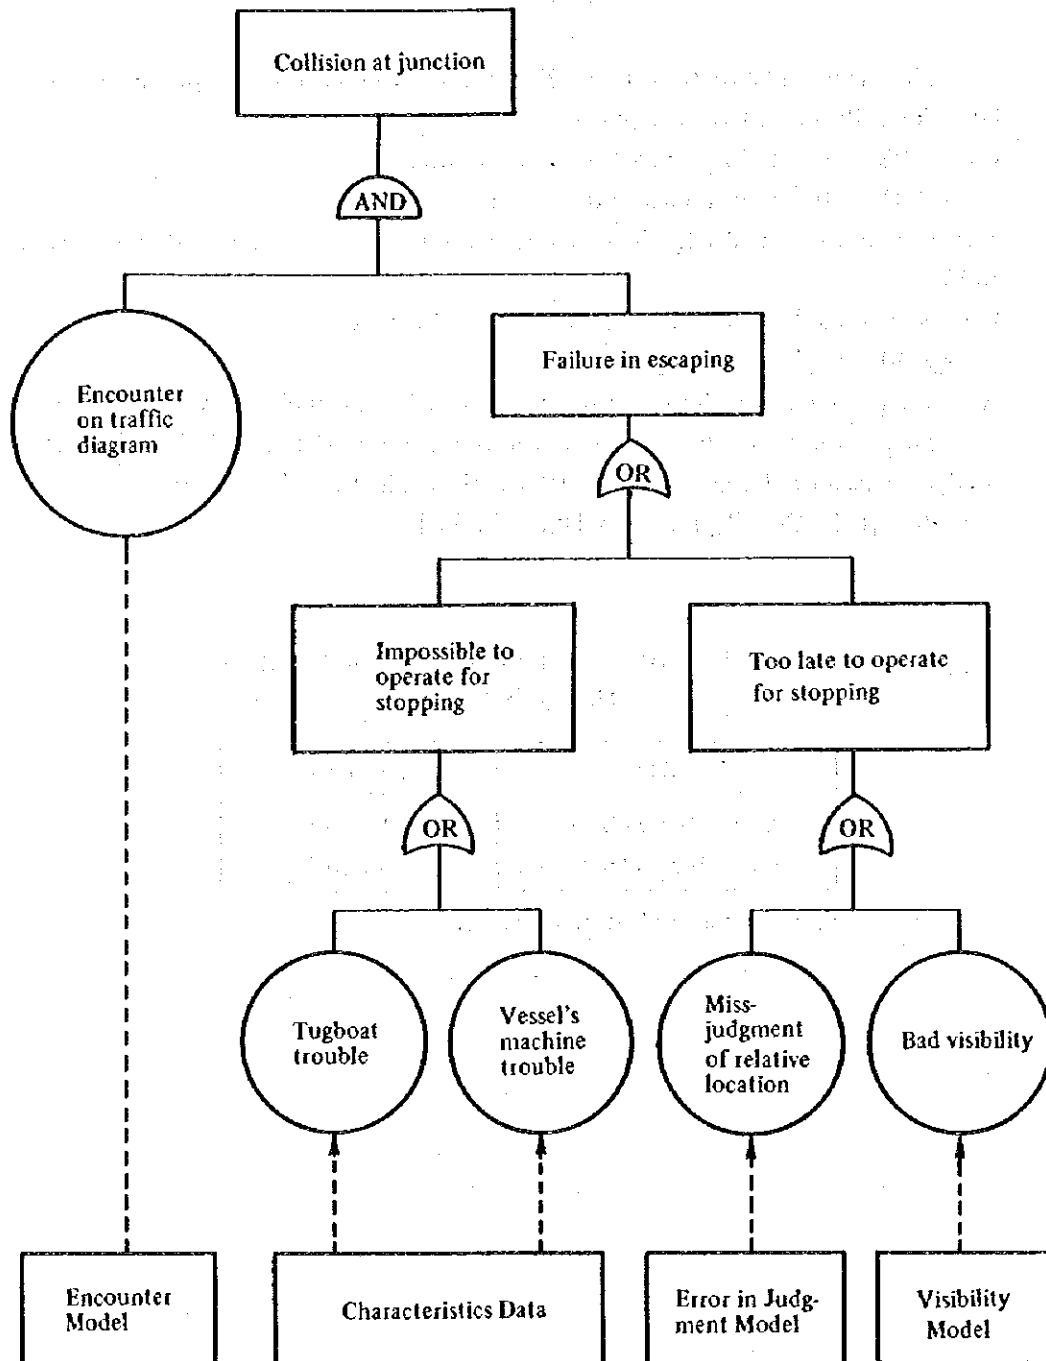 Collision at junction
AND
Encounter
on traffic
diagram
Failure in escaping
OR
Impossible to
operate for
stopping
Too late to operate
for stopping
OR
OR
Tugboat
trouble
Vessel's
machine
trouble
Miss-
judgment
of relative
location
Bad visibility
Encounter
Model
Characteristics Data
Error in Judg-
ment Model
Visibility
Model